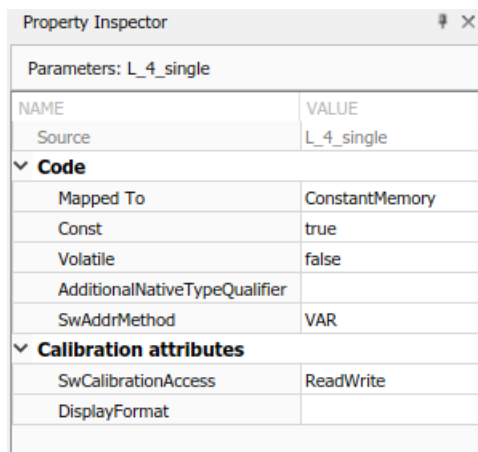 Property Inspector
Parameters: L_4_single
NAME VALUE
Source L_4_single
Code
Mapped To ConstantMemory
Const true
Volatile false
AdditionalNativeTypeQualifier
SwAddrMethod VAR
Calibration attributes
SwCalibrationAccess ReadWrite
DisplayFormat